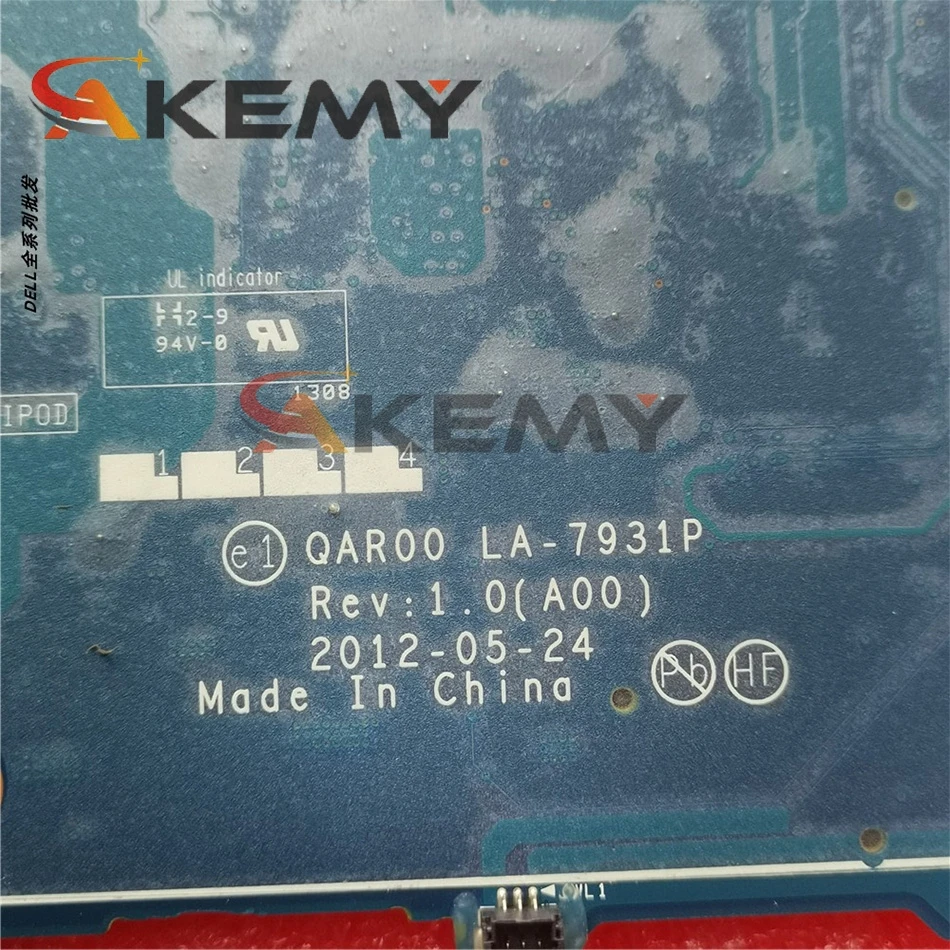 AKEMY
DELL全系列批发
UL indicator
2-9
94V-0
1308
IPOD
AKEMY
1 2 3 4
e1 QAR00 LA-7931P
Rev:1.0(A00)
2012-05-24
Pb HF
Made In China